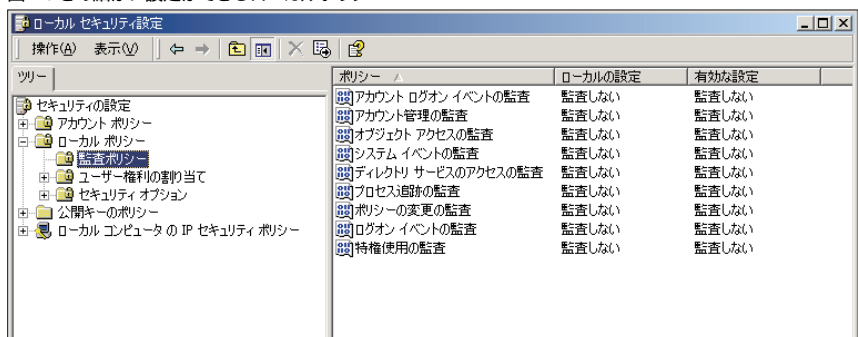 ローカル セキュリティ設定
操作(A) 表示(V)
ツリー
セキュリティの設定
アカウント ポリシー
ローカル ポリシー
監査ポリシー
ユーザー権利の割り当て
セキュリティ オプション
公開キーのポリシー
ローカル コンピュータ の IP セキュリティ ポリシー
ポリシー ローカルの設定 有効な設定
アカウント ログオン イベントの監査 監査しない 監査しない
アカウント管理の監査 監査しない 監査しない
オブジェクト アクセスの監査 監査しない 監査しない
システム イベントの監査 監査しない 監査しない
ディレクトリ サービスのアクセスの監査 監査しない 監査しない
プロセス追跡の監査 監査しない 監査しない
ポリシーの変更の監査 監査しない 監査しない
ログオン イベントの監査 監査しない 監査しない
特権使用の監査 監査しない 監査しない